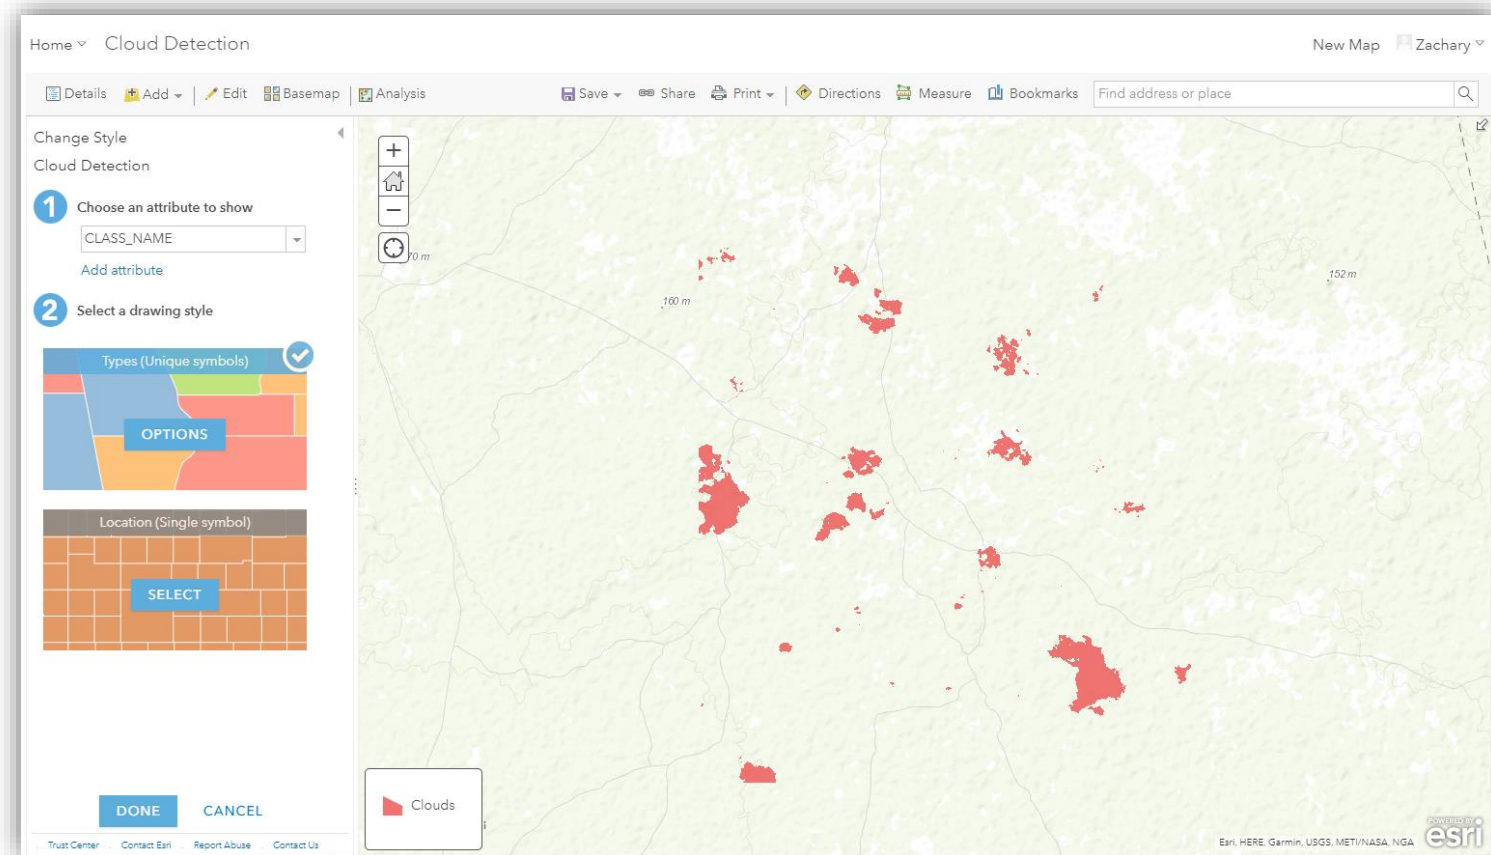 Home Cloud Detection New Map Zachary
Details Add Edit Basemap Analysis Save Share Print Directions Measure Bookmarks Find address or place
Change Style
Cloud Detection
1 Choose an attribute to show
CLASS_NAME
Add attribute
2 Select a drawing style
Types (Unique symbols)
OPTIONS
Location (Single symbol)
SELECT
DONE CANCEL
Trust Center Contact Esri Report Abuse Contact Us
70 m
160 m
152 m
Clouds
Esri, HERE, Garmin, USGS, METI/NASA, NGA
POWERED BY
esri